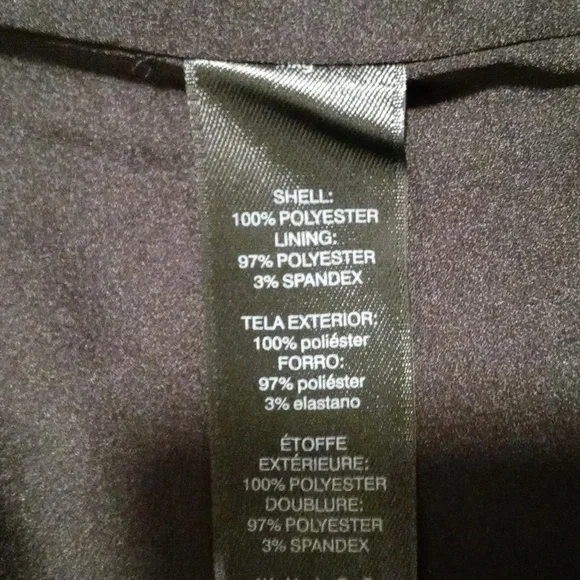 SHELL:
100% POLYESTER
LINING:
97% POLYESTER
3% SPANDEX
TELA EXTERIOR:
100% poliéster
FORRO:
97% poliéster
3% elastano
ÉTOFFE
EXTÉRIEURE:
100% POLYESTER
DOUBLURE:
97% POLYESTER
3% SPANDEX